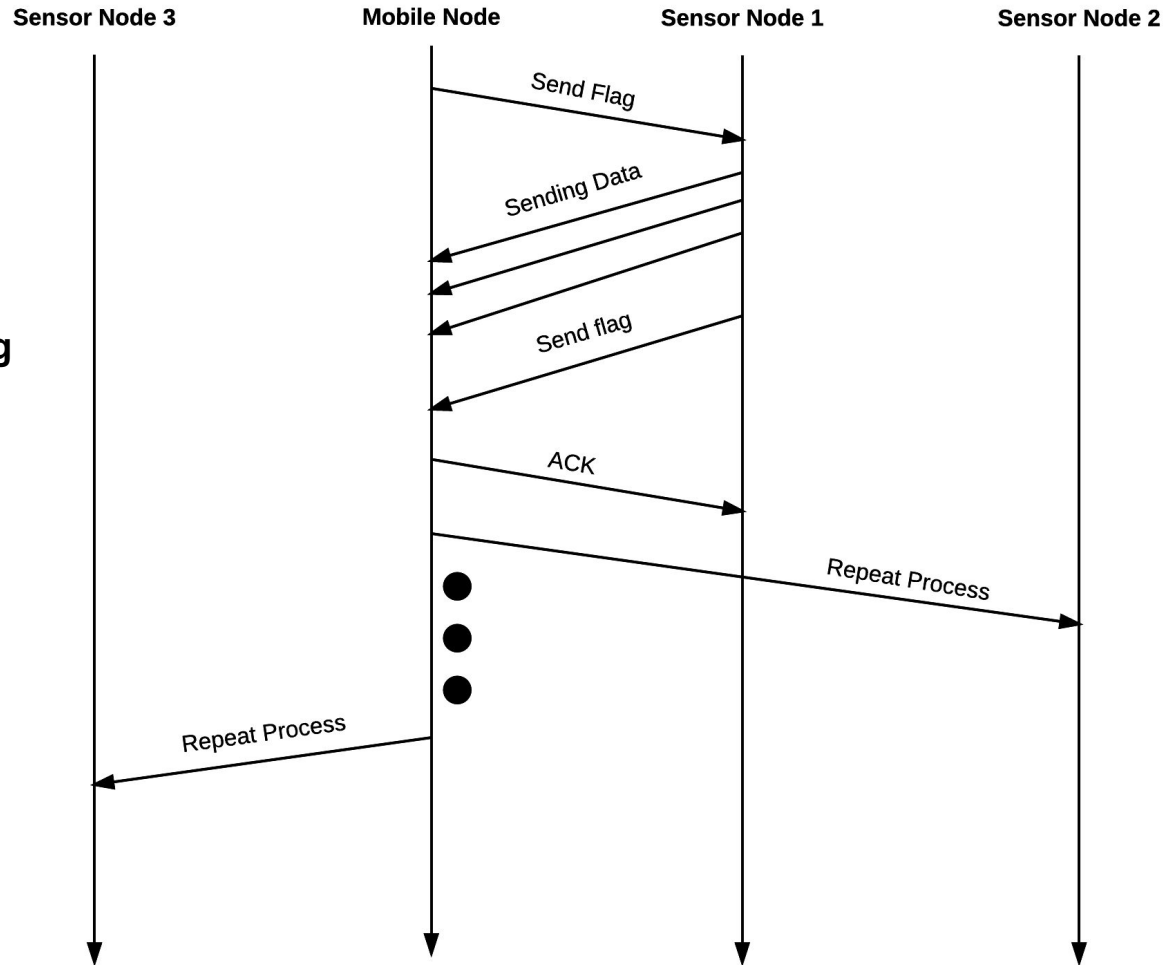 Sensor Node 3
Mobile Node
Sensor Node 1
Sensor Node 2
Send Flag
Sending Data
g
Send flag
ACK
Repeat Process
Repeat Process